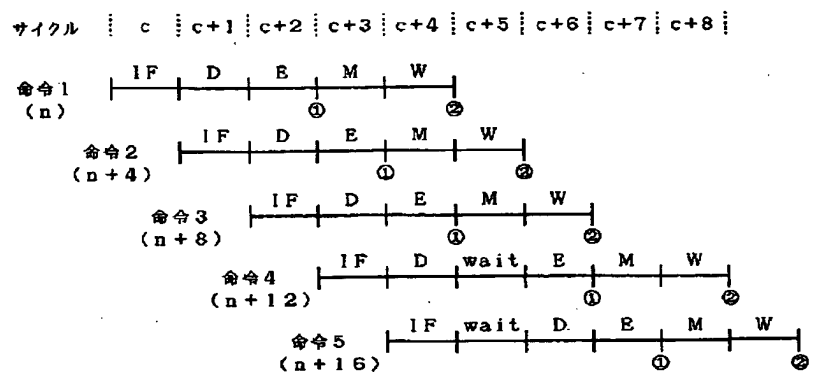 サイクル c c+1 c+2 c+3 c+4 c+5 c+6 c+7 c+8
IF D E M W
命令1
(n)
① ②
IF D E M W
命令2
(n+4)
① ②
IF D E M W
命令3
(n+8)
① ②
IF D wait E M W
命令4
(n+12)
① ②
IF wait D E M W
命令5
(n+16)
① ②